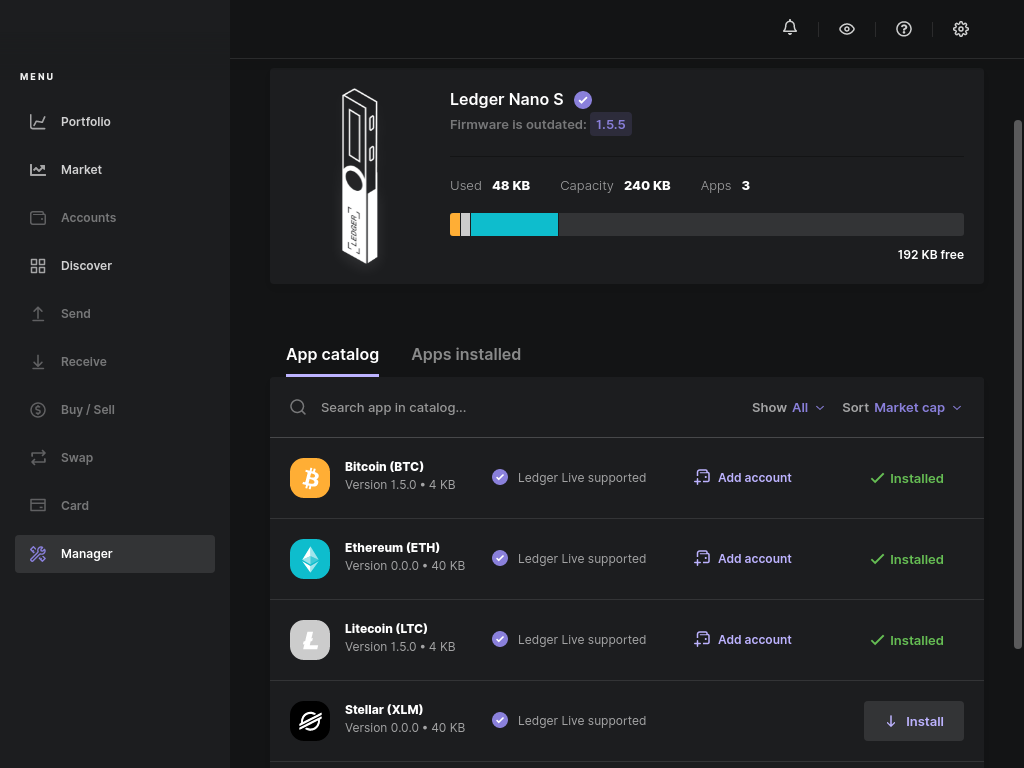 MENU
Portfolio
Market
Accounts
Discover
Send
Receive
Buy / Sell
Swap
Card
Manager
LEDGER
Ledger Nano S
Firmware is outdated: 1.5.5
Used 48 KB Capacity 240 KB Apps 3
192 KB free
App catalog Apps installed
Search app in catalog... Show All Sort Market cap
Bitcoin (BTC)
Version 1.5.0 • 4 KB
Ledger Live supported Add account Installed
Ethereum (ETH)
Version 0.0.0 • 40 KB
Ledger Live supported Add account Installed
Litecoin (LTC)
Version 1.5.0 • 4 KB
Ledger Live supported Add account Installed
Stellar (XLM)
Version 0.0.0 • 40 KB
Ledger Live supported Install